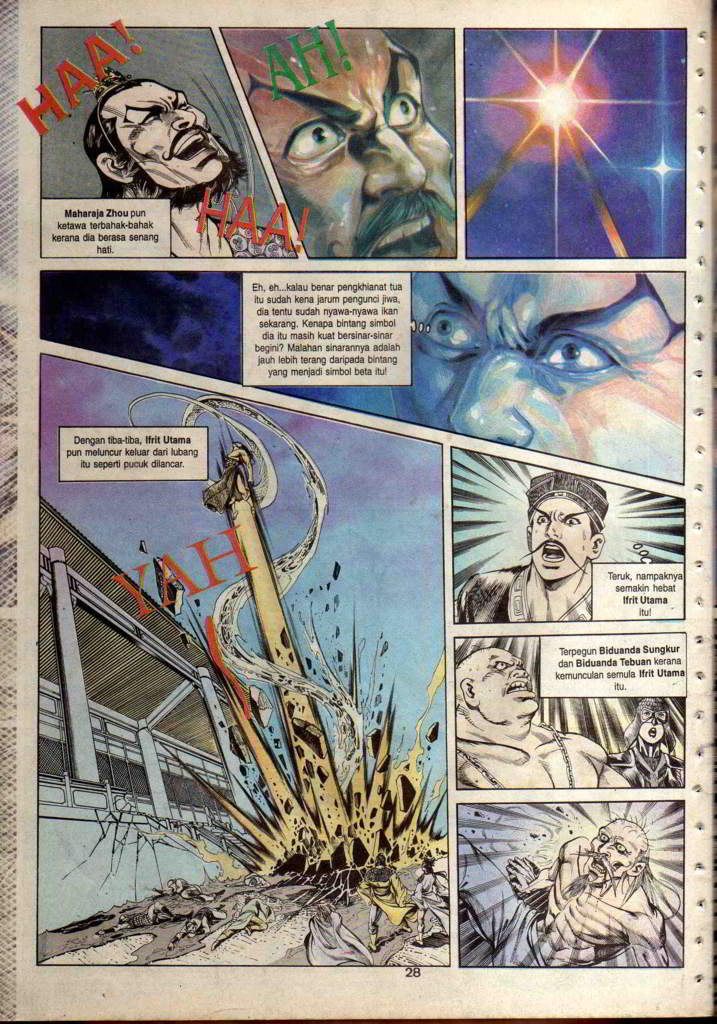 HAA!
AH!
Maharaja Zhou pun
ketawa terbahak-bahak
kerana dia berasa senang
hati.
HAA!
Eh, eh...kalau benar pengkhianat tua
itu sudah kena jarum pengunci jiwa,
dia tentu sudah nyawa-nyawa ikan
sekarang. Kenapa bintang simbol
dia itu masih kuat bersinar-sinar
begini? Malahan sinarannya adalah
jauh lebih terang daripada bintang
yang menjadi simbol beta itu!
Dengan tiba-tiba, Ifrit Utama
pun meluncur keluar dari lubang
itu seperti pucuk dilancar.
YAH
Teruk, nampaknya
semakin hebat
Ifrit Utama
itu!
Terpegun Biduanda Sungkur
dan Biduanda Tebuan kerana
kemunculan semula Ifrit Utama
itu.
28